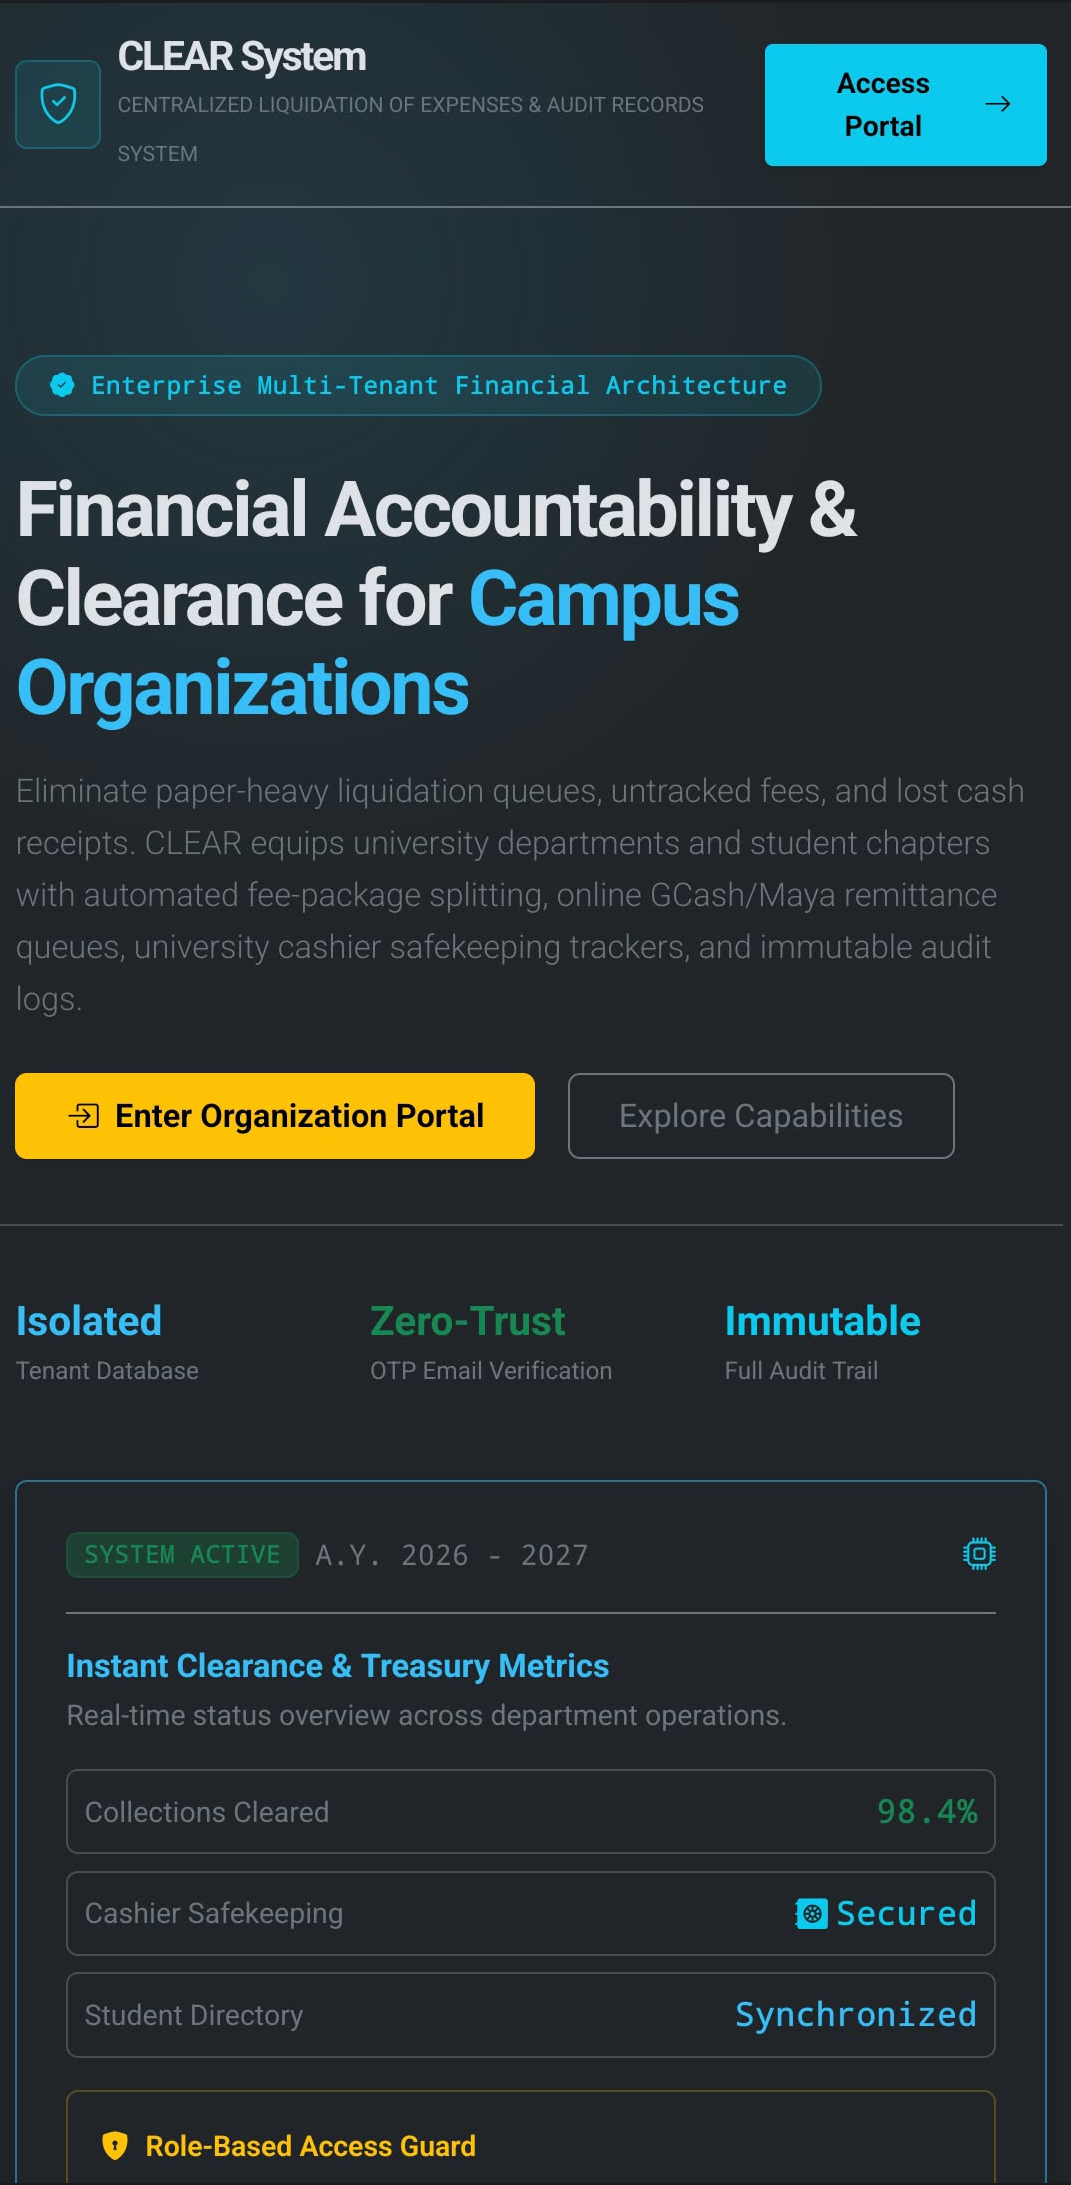 CLEAR System
CENTRALIZED LIQUIDATION OF EXPENSES & AUDIT RECORDS
SYSTEM
Access
Portal
Enterprise Multi-Tenant Financial Architecture
Financial Accountability &
Clearance for Campus
Organizations
Eliminate paper-heavy liquidation queues, untracked fees, and lost cash
receipts. CLEAR equips university departments and student chapters
with automated fee-package splitting, online GCash/Maya remittance
queues, university cashier safekeeping trackers, and immutable audit
logs.
Enter Organization Portal
Explore Capabilities
Isolated
Tenant Database
Zero-Trust
OTP Email Verification
Immutable
Full Audit Trail
SYSTEM ACTIVE A.Y. 2026 - 2027
Instant Clearance & Treasury Metrics
Real-time status overview across department operations.
Collections Cleared 98.4%
Cashier Safekeeping Secured
Student Directory Synchronized
Role-Based Access Guard